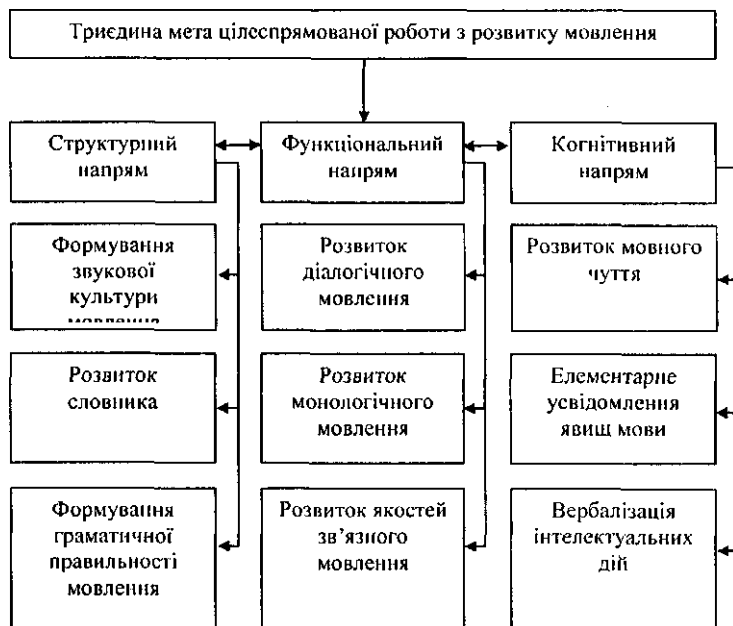 Триєдина мета цілеспрямованої роботи з розвитку мовлення
Структурний
напрям
Функціональний
напрям
Когнітивний
напрям
Формування
звукової
культури
мовлення
Розвиток
діалогічного
мовлення
Розвиток мовного
чуття
Розвиток
словника
Розвиток
монологічного
мовлення
Елементарне
усвідомлення
явищ мови
Формування
граматичної
правильності
мовлення
Розвиток якостей
зв’язного
мовлення
Вербалізація
інтелектуальних
дій